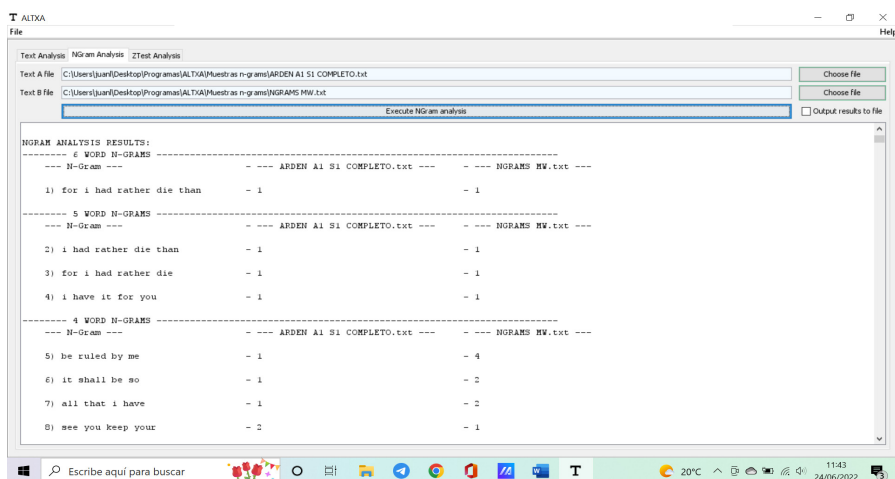 T ALTXA
File Help
Text Analysis NGram Analysis ZTest Analysis
Text A file C:\Users\juanl\Desktop\Programas\ALTXA\Muestras n-grams\ARDEN A1 S1 COMPLETO.txt Choose file
Text B file C:\Users\juanl\Desktop\Programas\ALTXA\Muestras n-grams\NGRAMS MW.txt Choose file
Execute NGram analysis Output results to file
NGRAM ANALYSIS RESULTS:
-------- 6 WORD N-GRAMS --------------------------------------------------------
--- N-Gram --- - --- ARDEN A1 S1 COMPLETO.txt --- - --- NGRAMS MW.txt ---
1) for i had rather die than - 1 - 1
-------- 5 WORD N-GRAMS --------------------------------------------------------
--- N-Gram --- - --- ARDEN A1 S1 COMPLETO.txt --- - --- NGRAMS MW.txt ---
2) i had rather die than - 1 - 1
3) for i had rather die - 1 - 1
4) i have it for you - 1 - 1
-------- 4 WORD N-GRAMS --------------------------------------------------------
--- N-Gram --- - --- ARDEN A1 S1 COMPLETO.txt --- - --- NGRAMS MW.txt ---
5) be ruled by me - 1 - 4
6) it shall be so - 1 - 2
7) all that i have - 1 - 2
8) see you keep your - 2 - 1
Escribe aquí para buscar T 20°C 11:43
24/06/2022 3